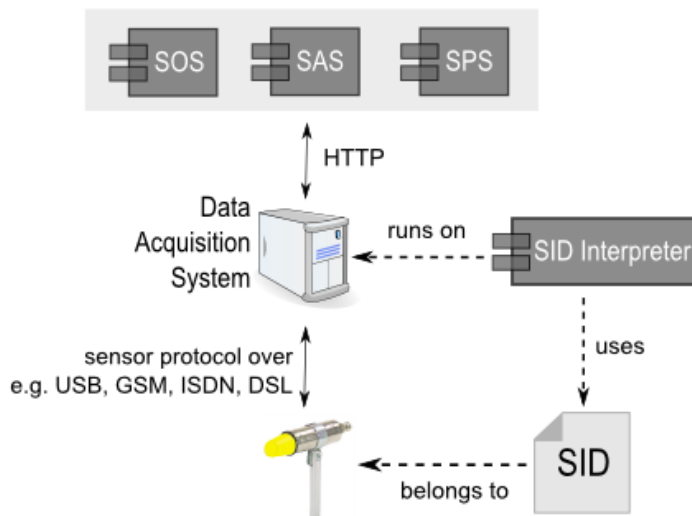 SOS
SAS
SPS
HTTP
Data
Acquisition
System
runs on
SID Interpreter
sensor protocol over
e.g. USB, GSM, ISDN, DSL
uses
SID
belongs to